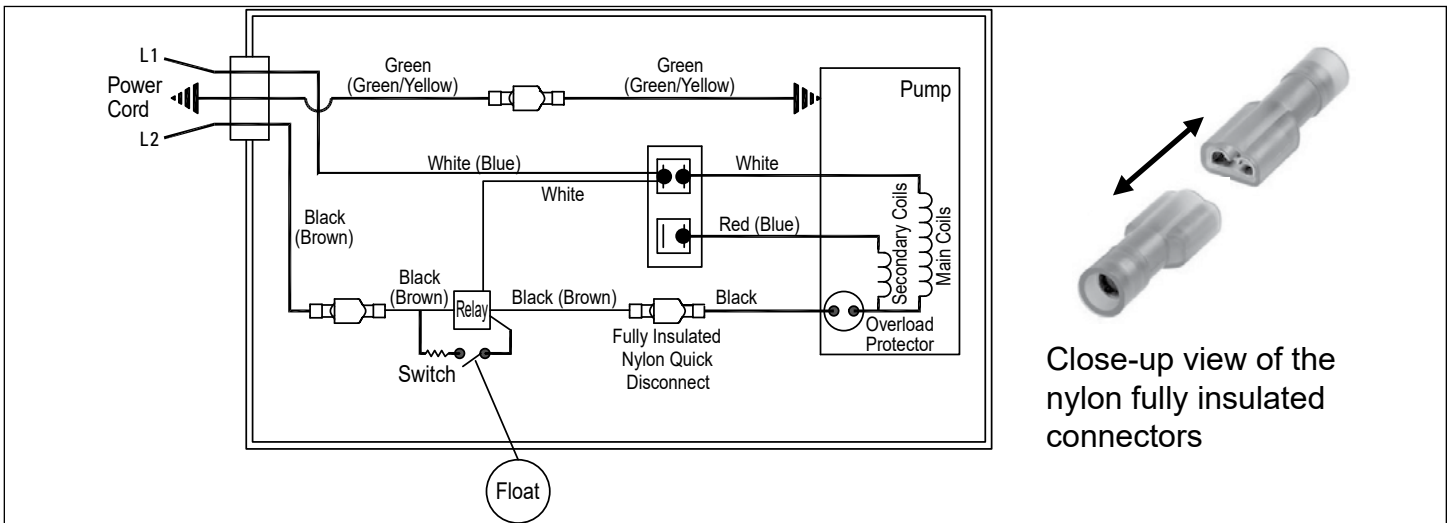 L1
Power
Cord
L2
Green
(Green/Yellow)
Green
(Green/Yellow)
Pump
White (Blue)
White
White
Black
(Brown)
Red (Blue)
Secondary Coils
Main Coils
Black
(Brown)
Relay
Black (Brown)
Black
Overload
Protector
Fully Insulated
Nylon Quick
Disconnect
Switch
Float
Close-up view of the
nylon fully insulated
connectors